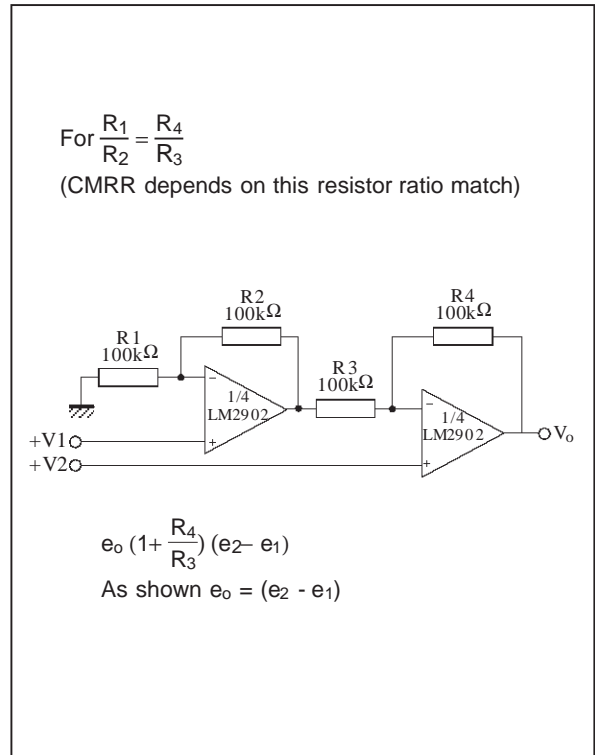 For R1/R2 = R4/R3
(CMRR depends on this resistor ratio match)
R2
100kΩ
R4
100kΩ
R1
100kΩ
R3
100kΩ
1/4
LM2902
1/4
LM2902
+V1
+V2
Vo
eo (1+ R4/R3) (e2– e1)
As shown eo = (e2 - e1)